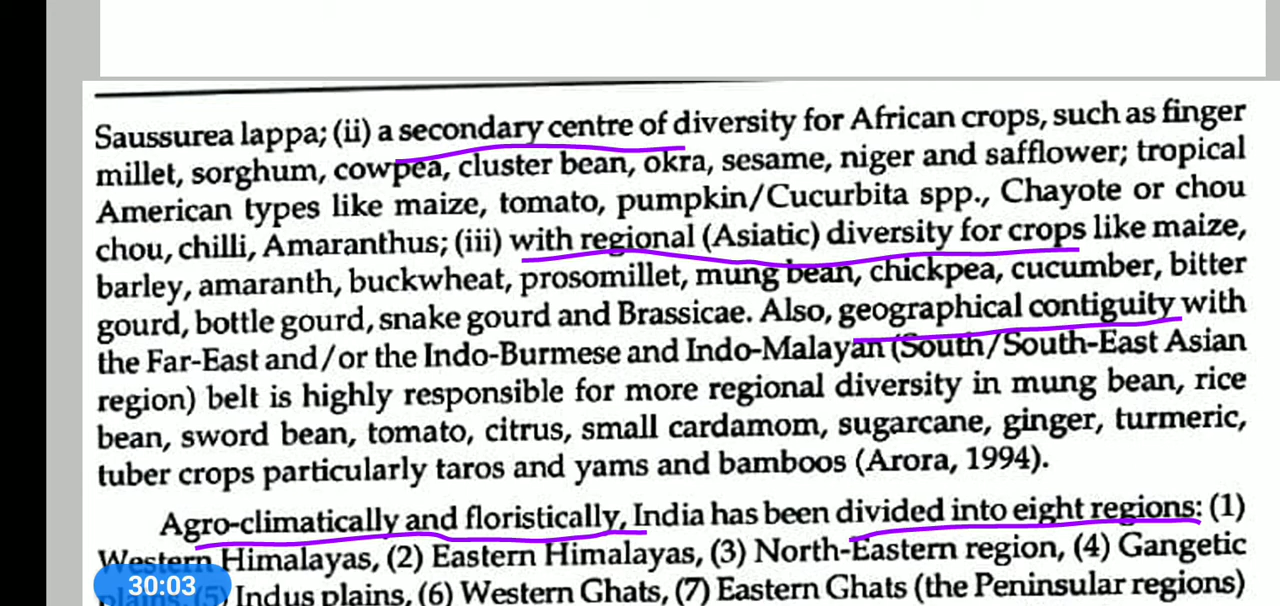 Saussurea lappa; (ii) a secondary centre of diversity for African crops, such as finger
millet, sorghum, cowpea, cluster bean, okra, sesame, niger and safflower; tropical
American types like maize, tomato, pumpkin/Cucurbita spp., Chayote or chou
chou, chilli, Amaranthus; (iii) with regional (Asiatic) diversity for crops like maize,
barley, amaranth, buckwheat, prosomillet, mung bean, chickpea, cucumber, bitter
gourd, bottle gourd, snake gourd and Brassicae. Also, geographical contiguity with
the Far-East and/or the Indo-Burmese and Indo-Malayan (South/South-East Asian
region) belt is highly responsible for more regional diversity in mung bean, rice
bean, sword bean, tomato, citrus, small cardamom, sugarcane, ginger, turmeric,
tuber crops particularly taros and yams and bamboos (Arora, 1994).
Agro-climatically and floristically, India has been divided into eight regions: (1)
Western Himalayas, (2) Eastern Himalayas, (3) North-Eastern region, (4) Gangetic
plains, (5) Indus plains, (6) Western Ghats, (7) Eastern Ghats (the Peninsular regions)
30:03